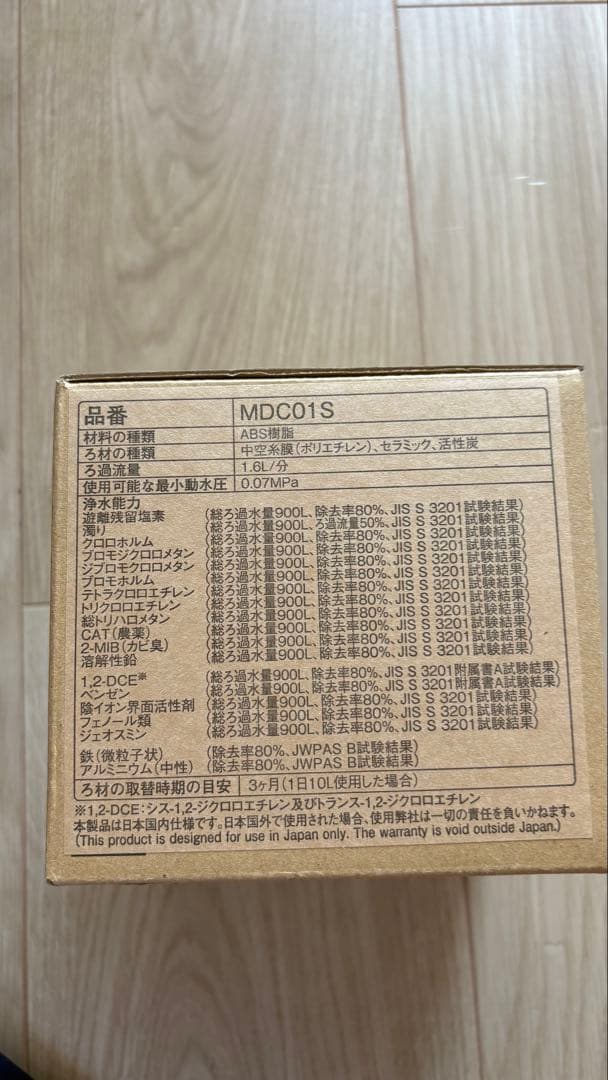 品番 MDC01S
材料の種類 ABS樹脂
ろ材の種類 中空糸膜(ポリエチレン)、セラミック、活性炭
ろ過流量 1.6L/分
使用可能な最小動水圧 0.07MPa
浄水能力
遊離残留塩素 (総ろ過水量900L、除去率80%、JIS S 3201試験結果)
濁り (総ろ過水量900L、ろ過流量50%、JIS S 3201試験結果)
クロロホルム (総ろ過水量900L、除去率80%、JIS S 3201試験結果)
ブロモジクロロメタン (総ろ過水量900L、除去率80%、JIS S 3201試験結果)
ジブロモクロロメタン (総ろ過水量900L、除去率80%、JIS S 3201試験結果)
ブロモホルム (総ろ過水量900L、除去率80%、JIS S 3201試験結果)
テトラクロロエチレン (総ろ過水量900L、除去率80%、JIS S 3201試験結果)
トリクロロエチレン (総ろ過水量900L、除去率80%、JIS S 3201試験結果)
総トリハロメタン (総ろ過水量900L、除去率80%、JIS S 3201試験結果)
CAT(農薬) (総ろ過水量900L、除去率80%、JIS S 3201試験結果)
2-MIB(カビ臭) (総ろ過水量900L、除去率80%、JIS S 3201試験結果)
溶解性鉛 (総ろ過水量900L、除去率80%、JIS S 3201試験結果)
1,2-DCE※ (総ろ過水量900L、除去率80%、JIS S 3201附属書A試験結果)
ベンゼン (総ろ過水量900L、除去率80%、JIS S 3201附属書A試験結果)
陰イオン界面活性剤 (総ろ過水量900L、除去率80%、JIS S 3201試験結果)
フェノール類 (総ろ過水量900L、除去率80%、JIS S 3201試験結果)
ジェオスミン (総ろ過水量900L、除去率80%、JIS S 3201試験結果)
鉄(微粒子状) (除去率80%、JWPAS B試験結果)
アルミニウム(中性) (除去率80%、JWPAS B試験結果)
ろ材の取替時期の目安 3ヶ月(1日10L使用した場合)
※1,2-DCE:シス-1,2-ジクロロエチレン及びトランス-1,2-ジクロロエチレン
本製品は日本国内仕様です。日本国外で使用された場合、使用弊社は一切の責任を負いかねます。
(This product is designed for use in Japan only. The warranty is void outside Japan.)